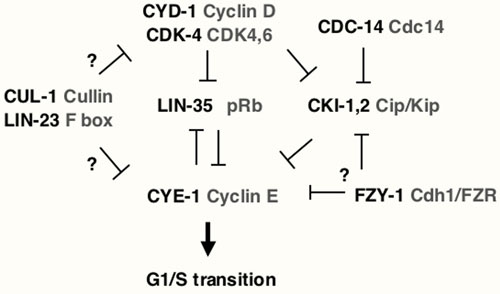 CYD-1 Cyclin D
CDK-4 CDK4,6
CDC-14 Cdc14
?
CUL-1 Cullin
LIN-23 F box
LIN-35 pRb
CKI-1,2 Cip/Kip
?
?
CYE-1 Cyclin E
FZY-1 Cdh1/FZR
G1/S transition